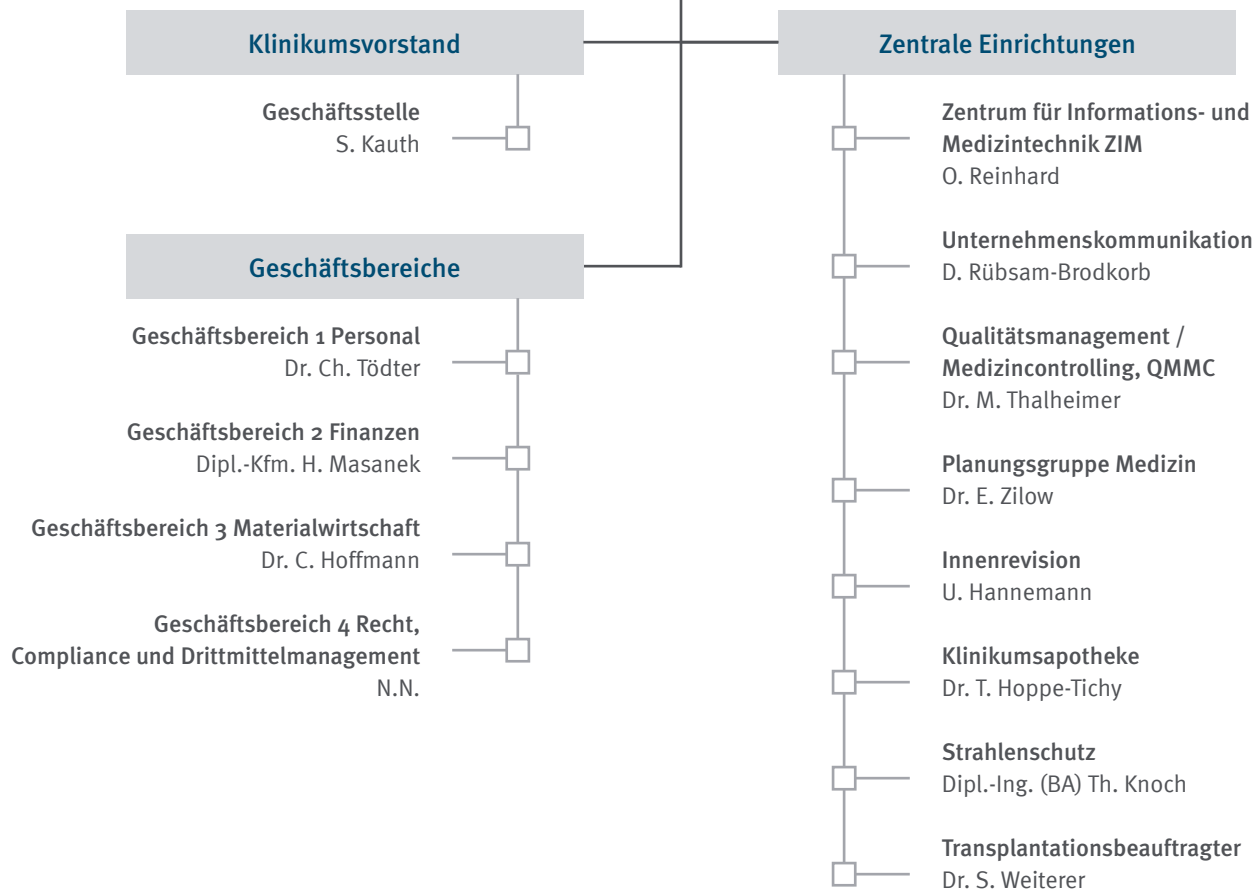 Klinikumsvorstand
Geschäftsstelle
S. Kauth
Geschäftsbereiche
Geschäftsbereich 1 Personal
Dr. Ch. Tödter
Geschäftsbereich 2 Finanzen
Dipl.-Kfm. H. Masanek
Geschäftsbereich 3 Materialwirtschaft
Dr. C. Hoffmann
Geschäftsbereich 4 Recht,
Compliance und Drittmittelmanagement
N.N.
Zentrale Einrichtungen
Zentrum für Informations- und
Medizintechnik ZIM
O. Reinhard
Unternehmenskommunikation
D. Rübsam-Brodkorb
Qualitätsmanagement /
Medizincontrolling, QMMC
Dr. M. Thalheimer
Planungsgruppe Medizin
Dr. E. Zilow
Innenrevision
U. Hannemann
Klinikumsapotheke
Dr. T. Hoppe-Tichy
Strahlenschutz
Dipl.-Ing. (BA) Th. Knoch
Transplantationsbeauftragter
Dr. S. Weiterer